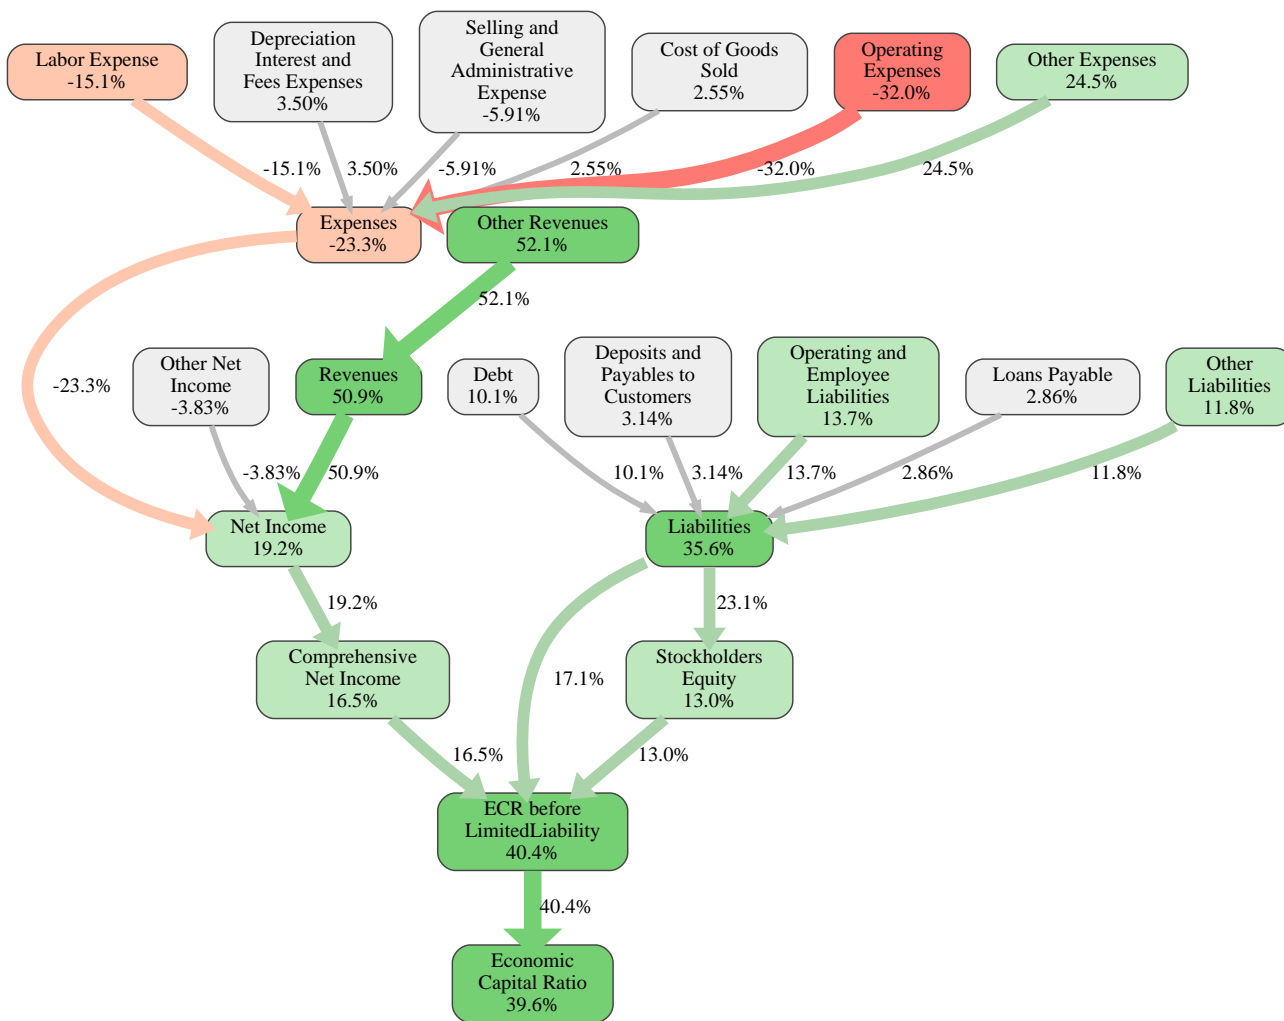 Labor Expense
-15.1%
Depreciation
Interest and
Fees Expenses
3.50%
Selling and
General
Administrative
Expense
-5.91%
Cost of Goods
Sold
2.55%
Operating
Expenses
-32.0%
Other Expenses
24.5%
-15.1%
3.50%
-5.91%
2.55%
-32.0%
24.5%
Expenses
-23.3%
Other Revenues
52.1%
52.1%
Other Net
Income
-3.83%
Revenues
50.9%
Debt
10.1%
Deposits and
Payables to
Customers
3.14%
Operating and
Employee
Liabilities
13.7%
Loans Payable
2.86%
Other
Liabilities
11.8%
-23.3%
-3.83%
50.9%
10.1%
3.14%
13.7%
2.86%
11.8%
Net Income
19.2%
Liabilities
35.6%
19.2%
23.1%
Comprehensive
Net Income
16.5%
17.1%
Stockholders
Equity
13.0%
16.5%
13.0%
ECR before
LimitedLiability
40.4%
40.4%
Economic
Capital Ratio
39.6%